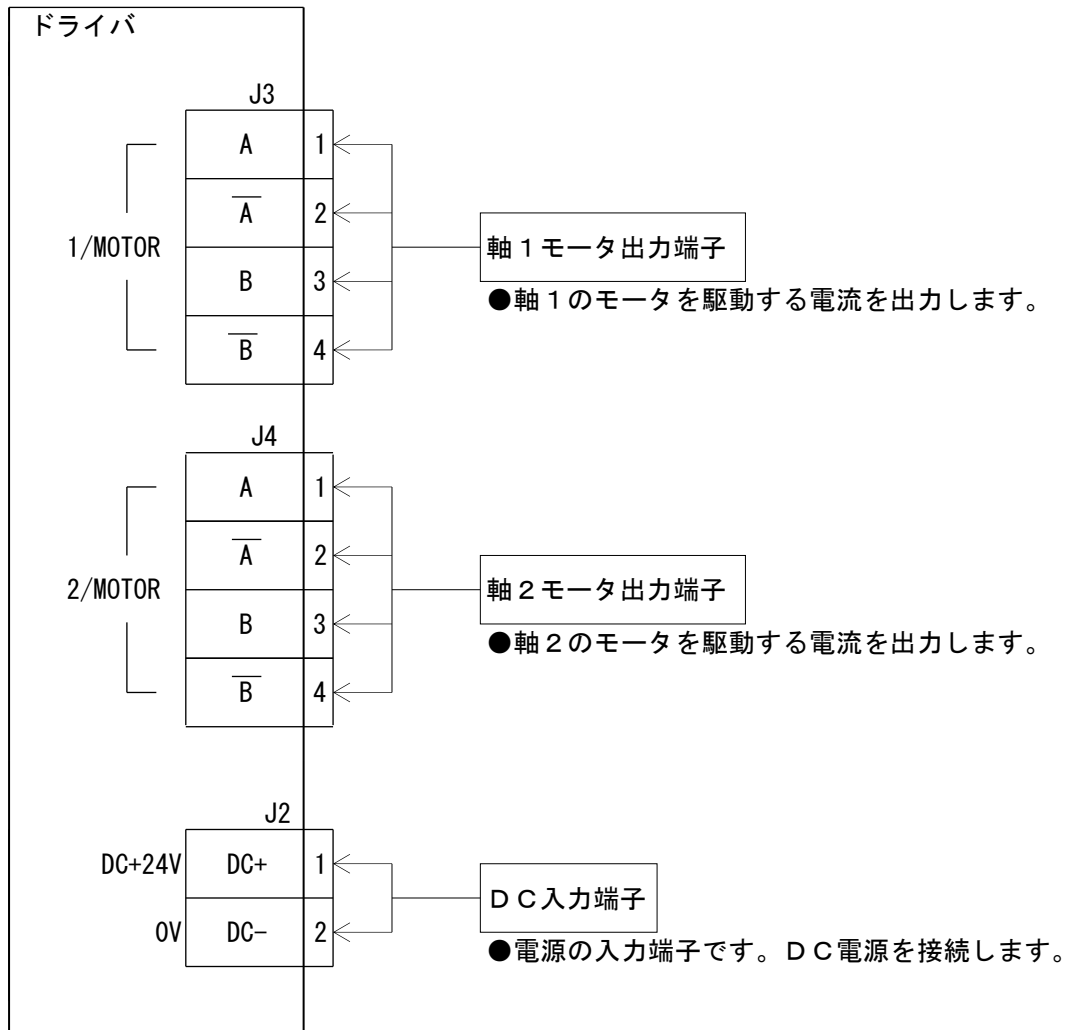 ドライバ
J3
A 1
A̅ 2
1/MOTOR
B 3
B̅ 4
軸１モータ出力端子
●軸１のモータを駆動する電流を出力します。
J4
A 1
A̅ 2
2/MOTOR
B 3
B̅ 4
軸２モータ出力端子
●軸２のモータを駆動する電流を出力します。
J2
DC+24V DC+ 1
0V DC- 2
ＤＣ入力端子
●電源の入力端子です。ＤＣ電源を接続します。